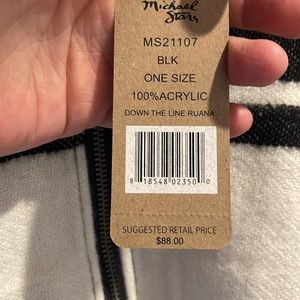 Michael
Stars
MS21107
BLK
ONE SIZE
100%ACRYLIC
DOWN THE LINE RUANA
8 18548 02350 0
SUGGESTED RETAIL PRICE
$88.00